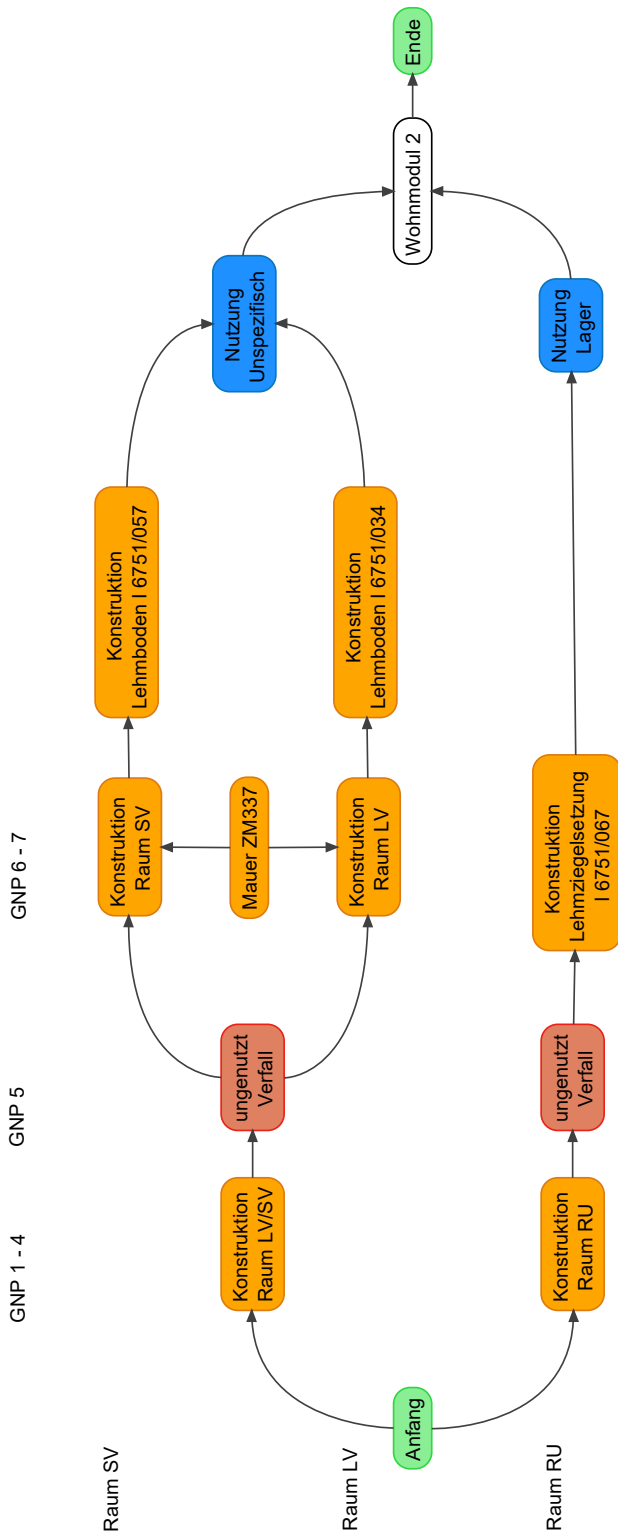 GNP 1 - 4
GNP 5
GNP 6 - 7
Raum SV
Raum LV
Raum RU
Anfang
Konstruktion
Raum LV/SV
ungenutzt
Verfall
Konstruktion
Raum SV
Mauer ZM337
Konstruktion
Raum LV
Konstruktion
Lehmboden I 6751/057
Konstruktion
Lehmboden I 6751/034
Nutzung
Unspezifisch
Konstruktion
Raum RU
ungenutzt
Verfall
Konstruktion
Lehmziegelsetzung
I 6751/067
Nutzung
Lager
Wohnmodul 2
Ende